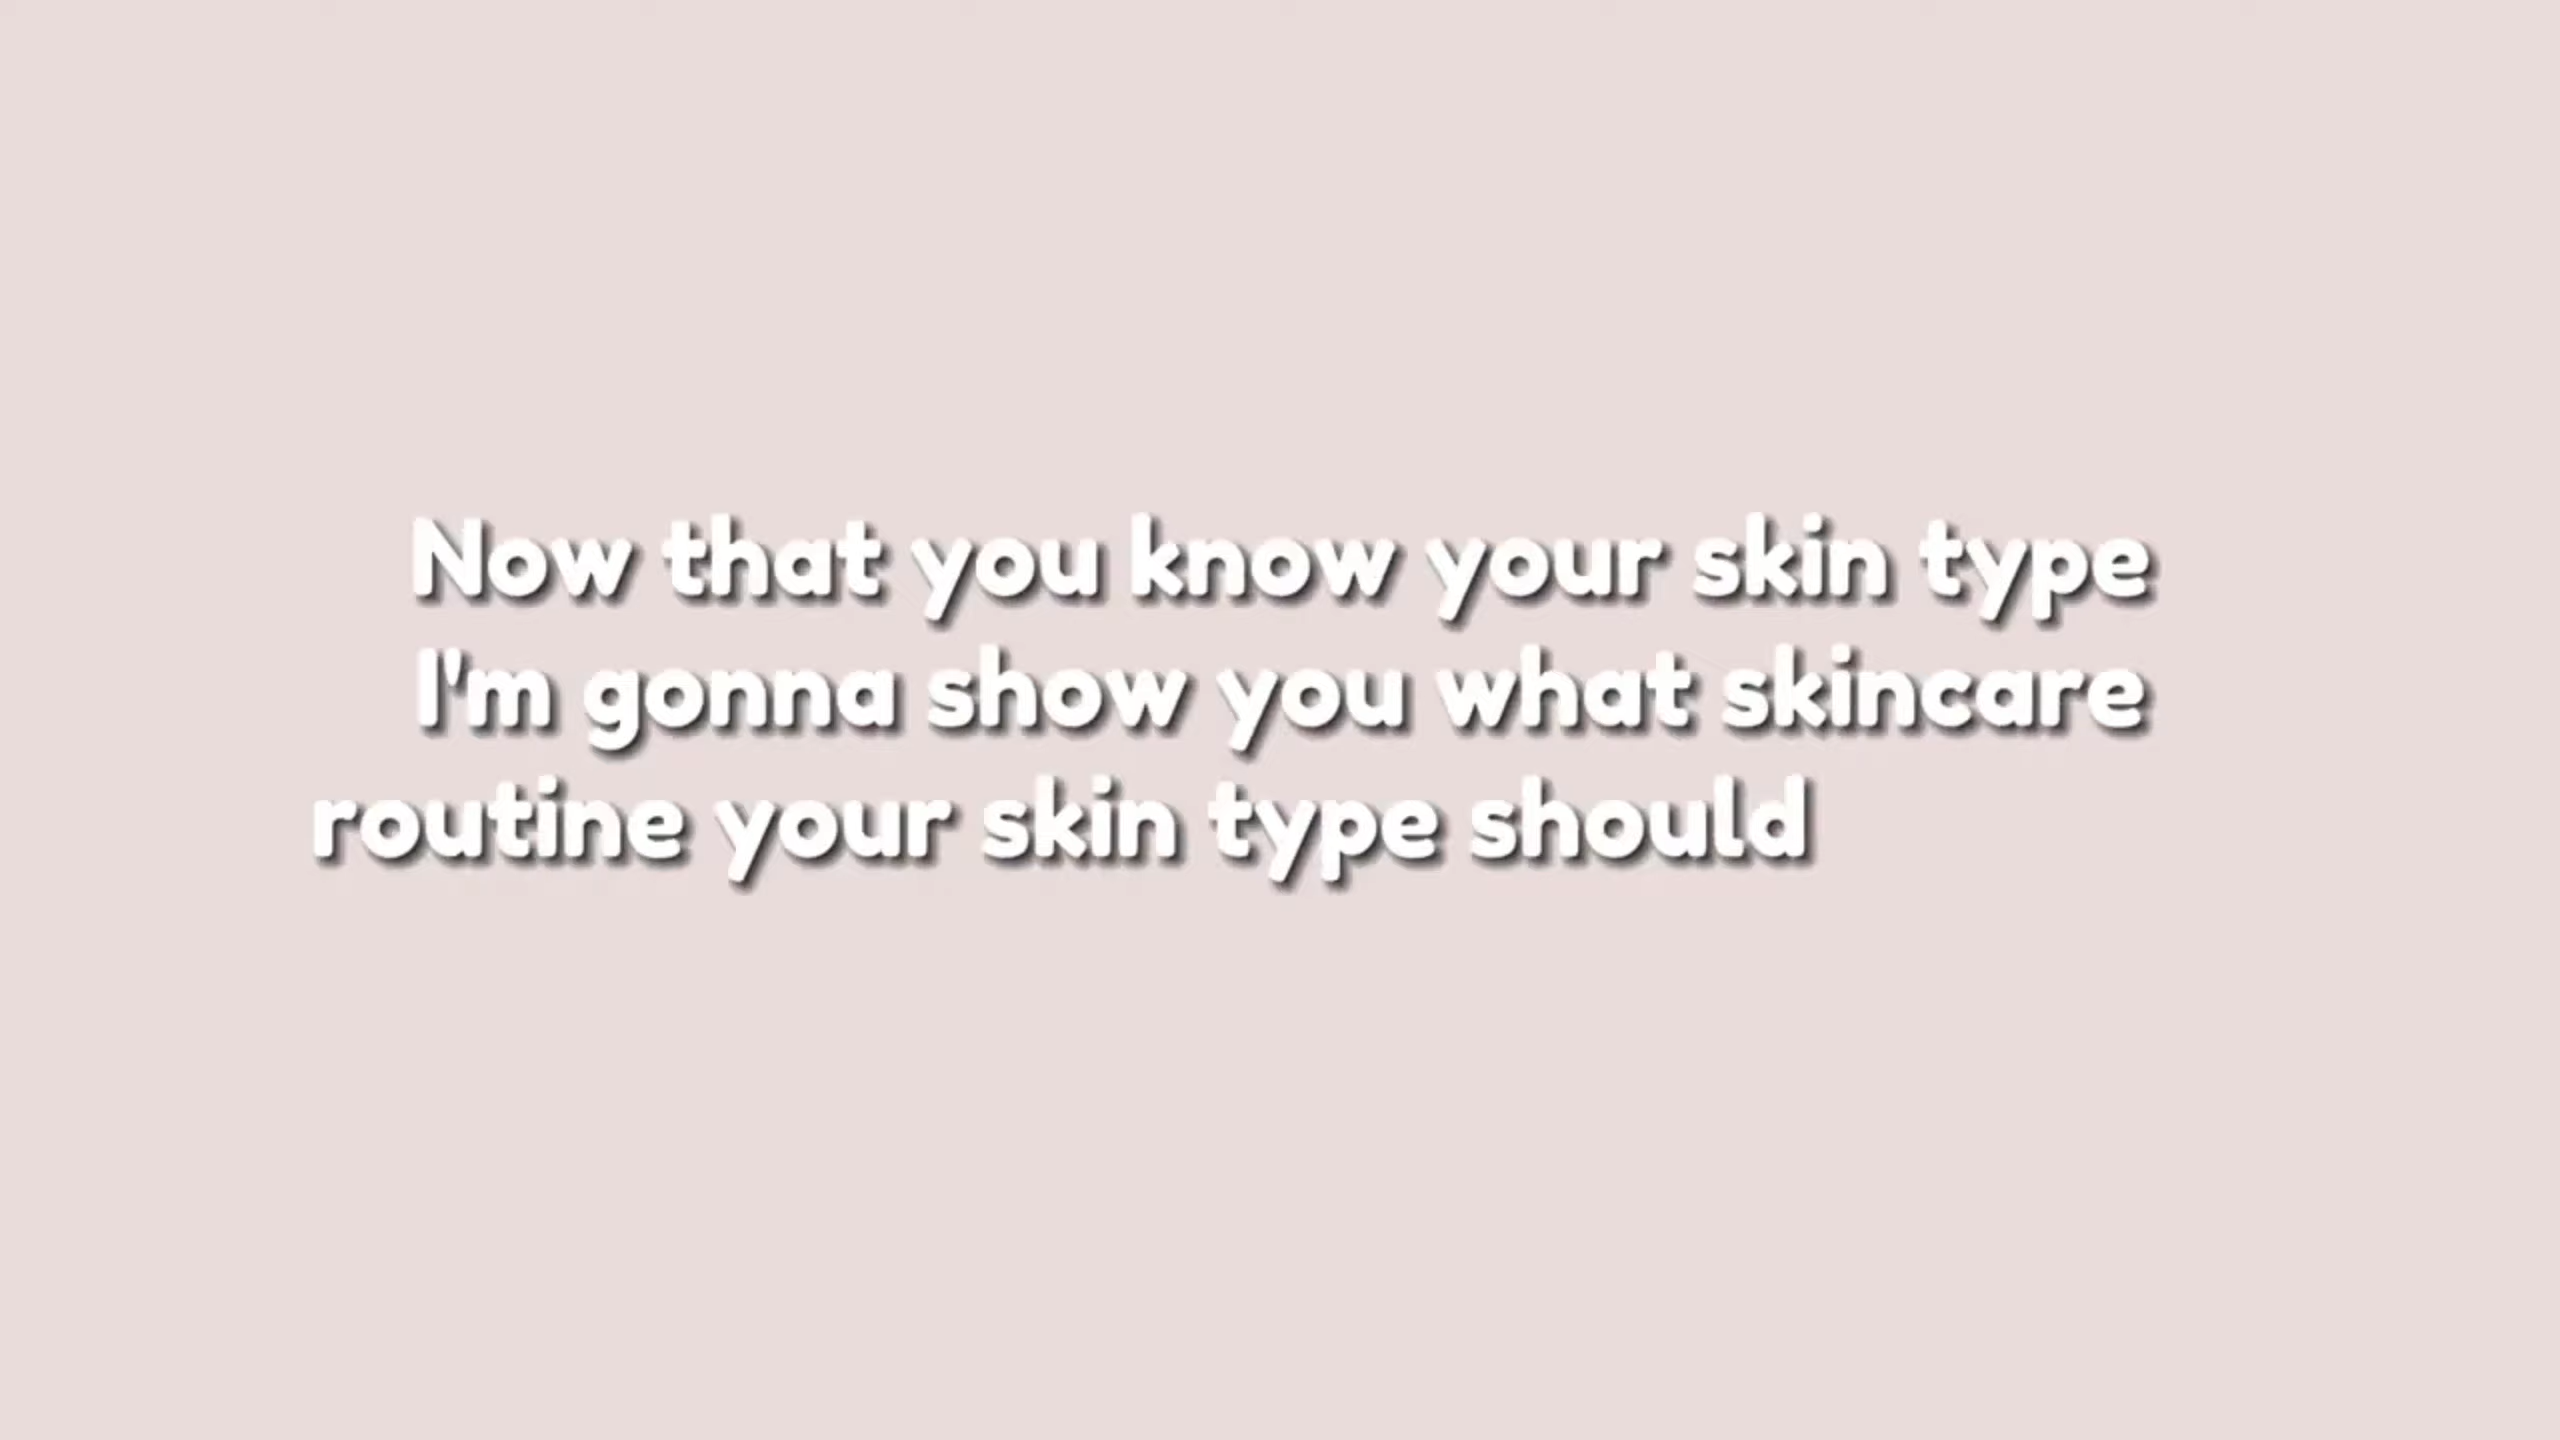 Now that you know your skin type
I'm gonna show you what skincare
routine your skin type should